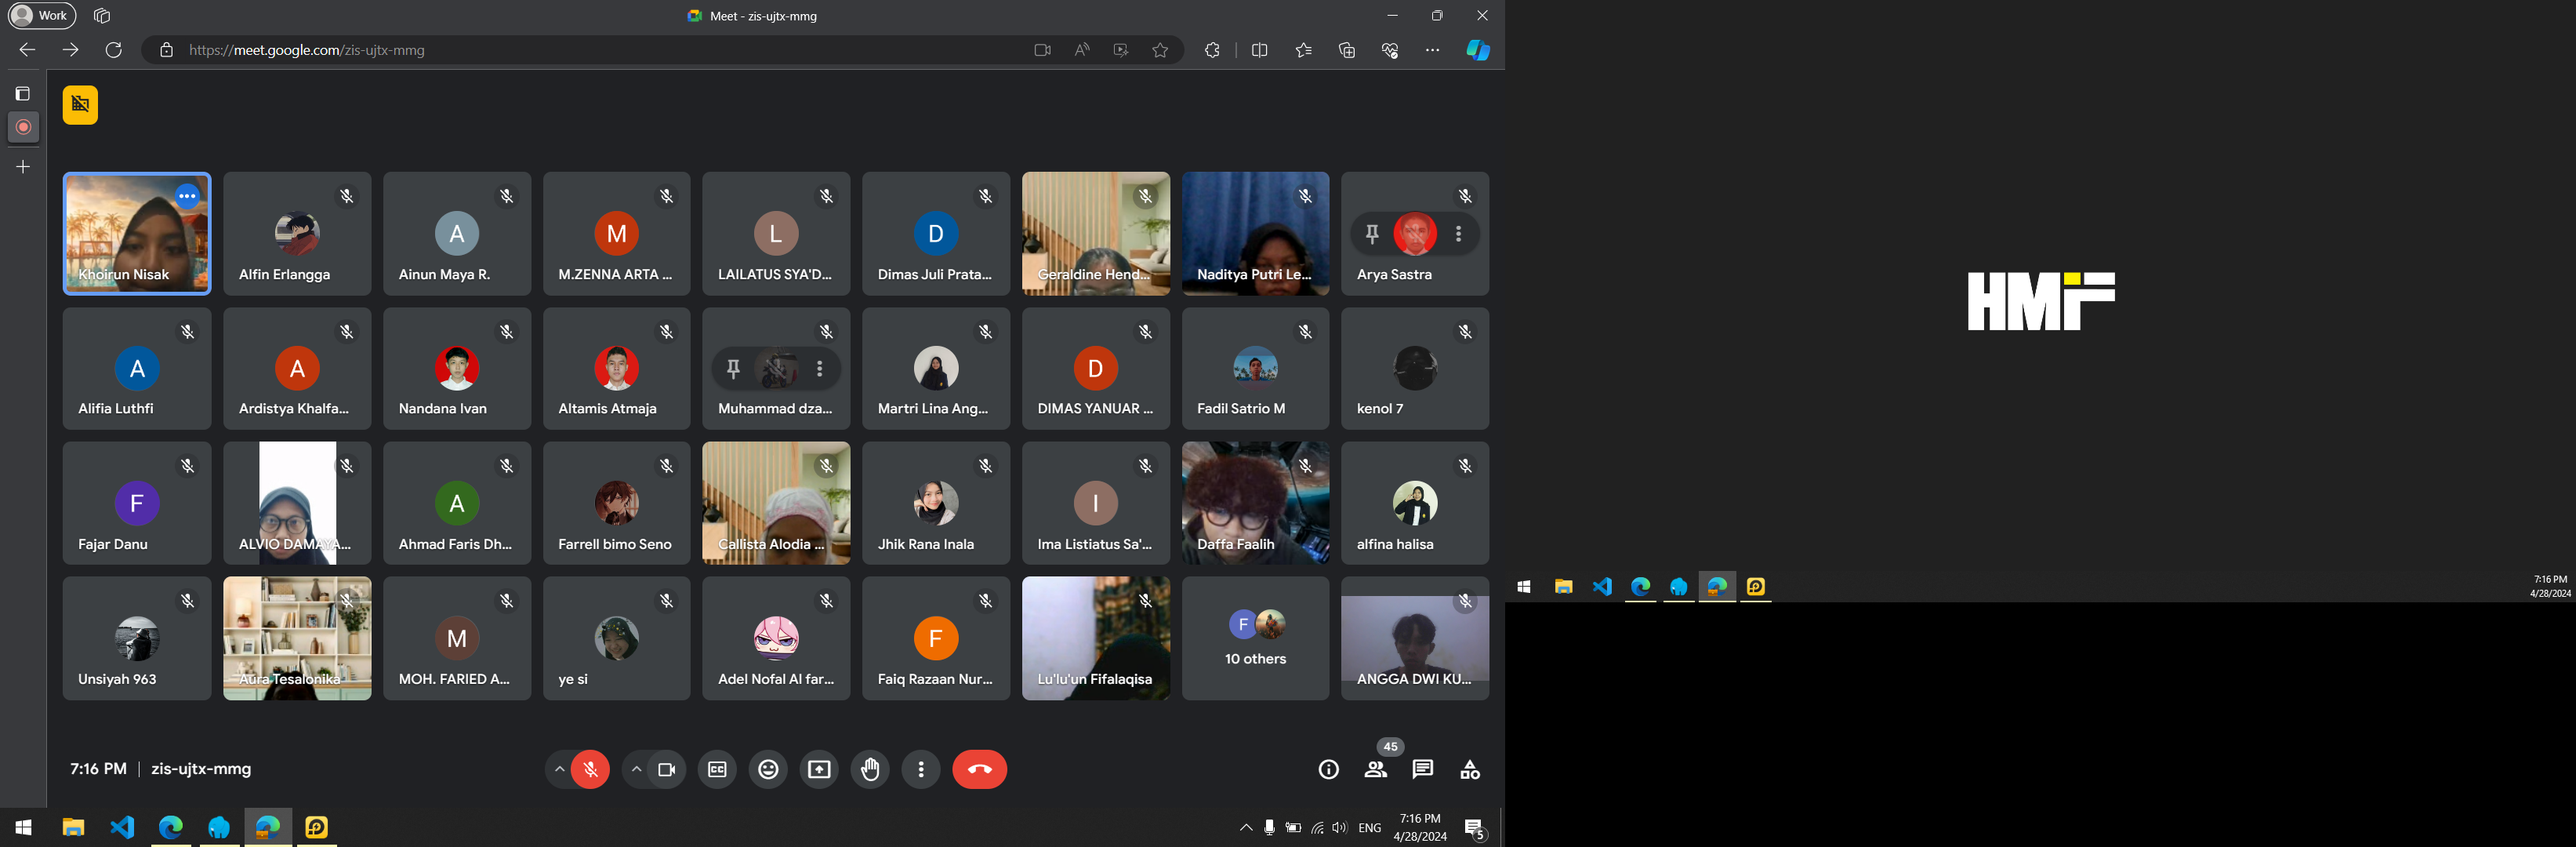 Work
Meet - zis-ujtx-mmg
https://meet.google.com/zis-ujtx-mmg
Khoirun Nisak
Alfin Erlangga
A
Ainun Maya R.
M
M.ZENNA ARTA ...
L
LAILATUS SYA'D...
D
Dimas Juli Prata...
Geraldine Hend...
Naditya Putri Le...
Arya Sastra
A
Alifia Luthfi
A
Ardistya Khalfa...
Nandana Ivan
Altamis Atmaja
Muhammad dza...
Martri Lina Ang...
D
DIMAS YANUAR ...
Fadil Satrio M
kenol 7
F
Fajar Danu
ALVIO DAMAYA...
A
Ahmad Faris Dh...
Farrell bimo Seno
Callista Alodia ...
Jhik Rana Inala
I
Ima Listiatus Sa'...
Daffa Faalih
alfina halisa
Unsiyah 963
Aura Tesalonika
M
MOH. FARIED A...
ye si
Adel Nofal Al far...
F
Faiq Razaan Nur...
Lu'lu'un Fifalaqisa
F
10 others
ANGGA DWI KU...
7:16 PM | zis-ujtx-mmg
CC
45
ENG
7:16 PM
4/28/2024
5
HMF
7:16 PM
4/28/2024